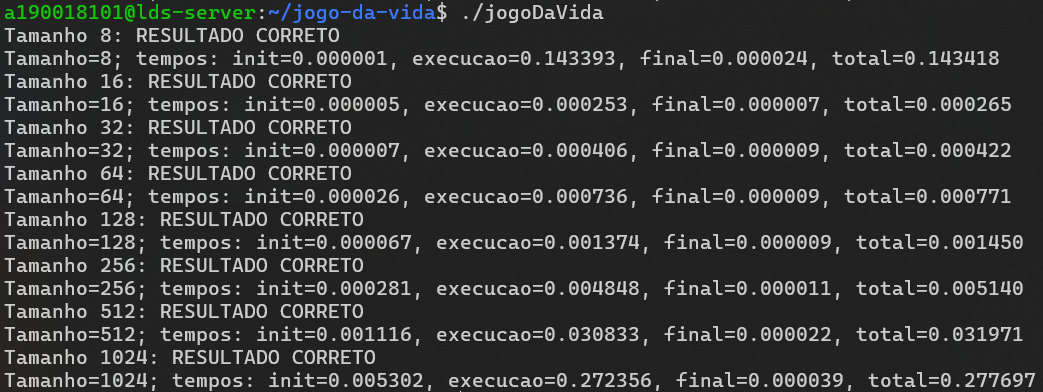 a190018101@lds-server:~/jogo-da-vida$ ./jogoDaVida
Tamanho 8: RESULTADO CORRETO
Tamanho=8; tempos: init=0.000001, execucao=0.143393, final=0.000024, total=0.143418
Tamanho 16: RESULTADO CORRETO
Tamanho=16; tempos: init=0.000005, execucao=0.000253, final=0.000007, total=0.000265
Tamanho 32: RESULTADO CORRETO
Tamanho=32; tempos: init=0.000007, execucao=0.000406, final=0.000009, total=0.000422
Tamanho 64: RESULTADO CORRETO
Tamanho=64; tempos: init=0.000026, execucao=0.000736, final=0.000009, total=0.000771
Tamanho 128: RESULTADO CORRETO
Tamanho=128; tempos: init=0.000067, execucao=0.001374, final=0.000009, total=0.001450
Tamanho 256: RESULTADO CORRETO
Tamanho=256; tempos: init=0.000281, execucao=0.004848, final=0.000011, total=0.005140
Tamanho 512: RESULTADO CORRETO
Tamanho=512; tempos: init=0.001116, execucao=0.030833, final=0.000022, total=0.031971
Tamanho 1024: RESULTADO CORRETO
Tamanho=1024; tempos: init=0.005302, execucao=0.272356, final=0.000039, total=0.277697